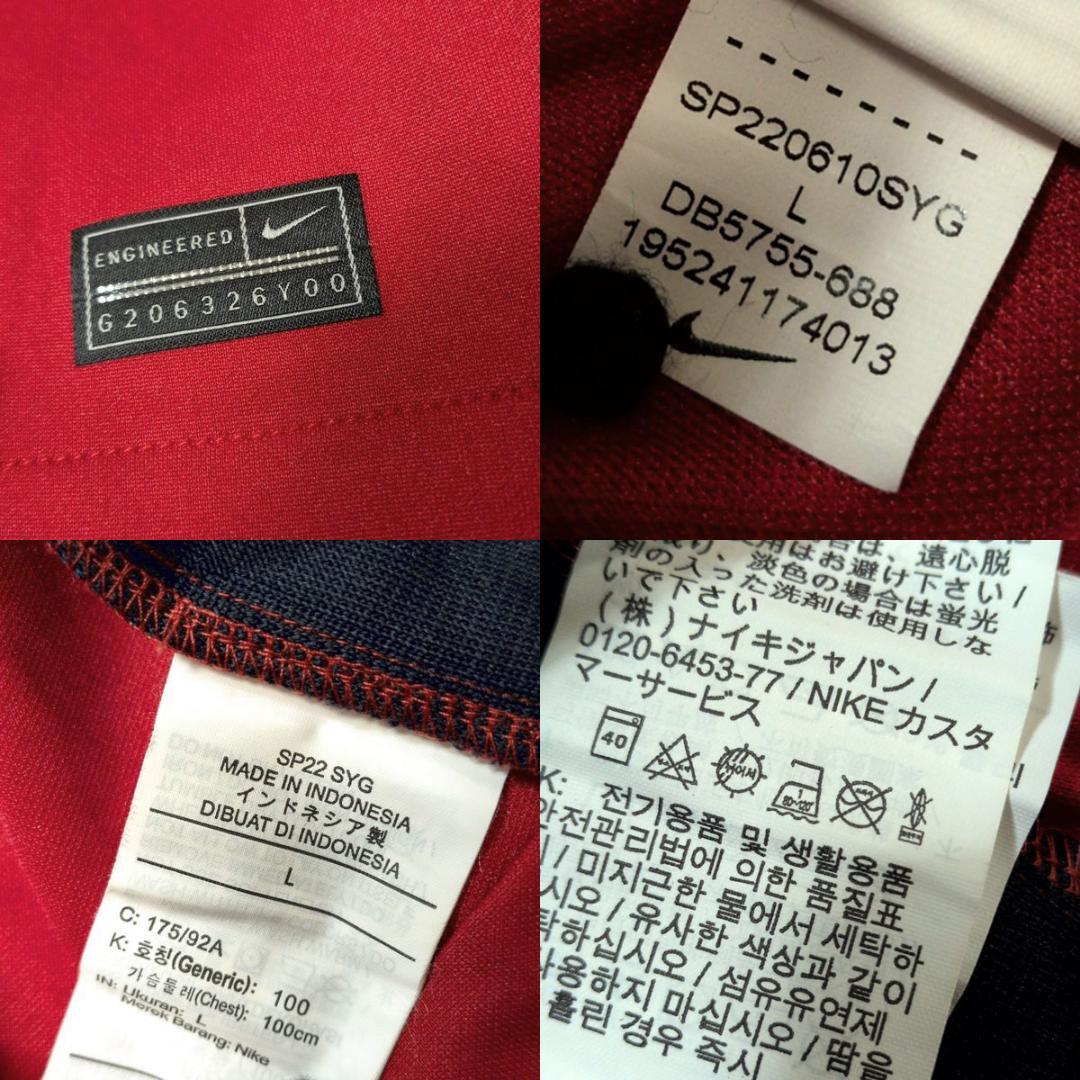 ENGINEERED
G206326Y00
SP220610SYG
L
DB5755-688
195241174013
SP22 SYG
MADE IN INDONESIA
インドネシア製
DIBUAT DI INDONESIA
L
C: 175/92A
K: 호칭(Generic): 100
가슴둘레(Chest): 100cm
IN: Ukuran: L
Merek Barang: Nike
はお避け下さい /
剤の入った淡色の場合は蛍光
洗剤は使用しな
いで下さい
(株)ナイキジャパン /
0120-6453-77 / NIKE カスタ
マーサービス
40
80-120
K: 전기용품 및 생활용품
안전관리법에 의한 품질표
/ 미지근한 물에서 세탁하
시오 / 유사한 색상과 같이
탁하십시오 / 섬유유연제
사용하지 마십시오 / 땀을
흘린 경우 즉시